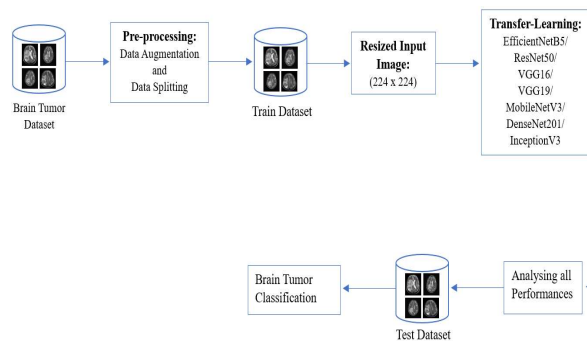 Brain Tumor
Dataset
Pre-processing:
Data Augmentation
and
Data Splitting
Train Dataset
Resized Input
Image:
(224 x 224)
Transfer-Learning:
EfficientNetB5/
ResNet50/
VGG16/
VGG19/
MobileNetV3/
DenseNet201/
InceptionV3
Analysing all
Performances
Test Dataset
Brain Tumor
Classification